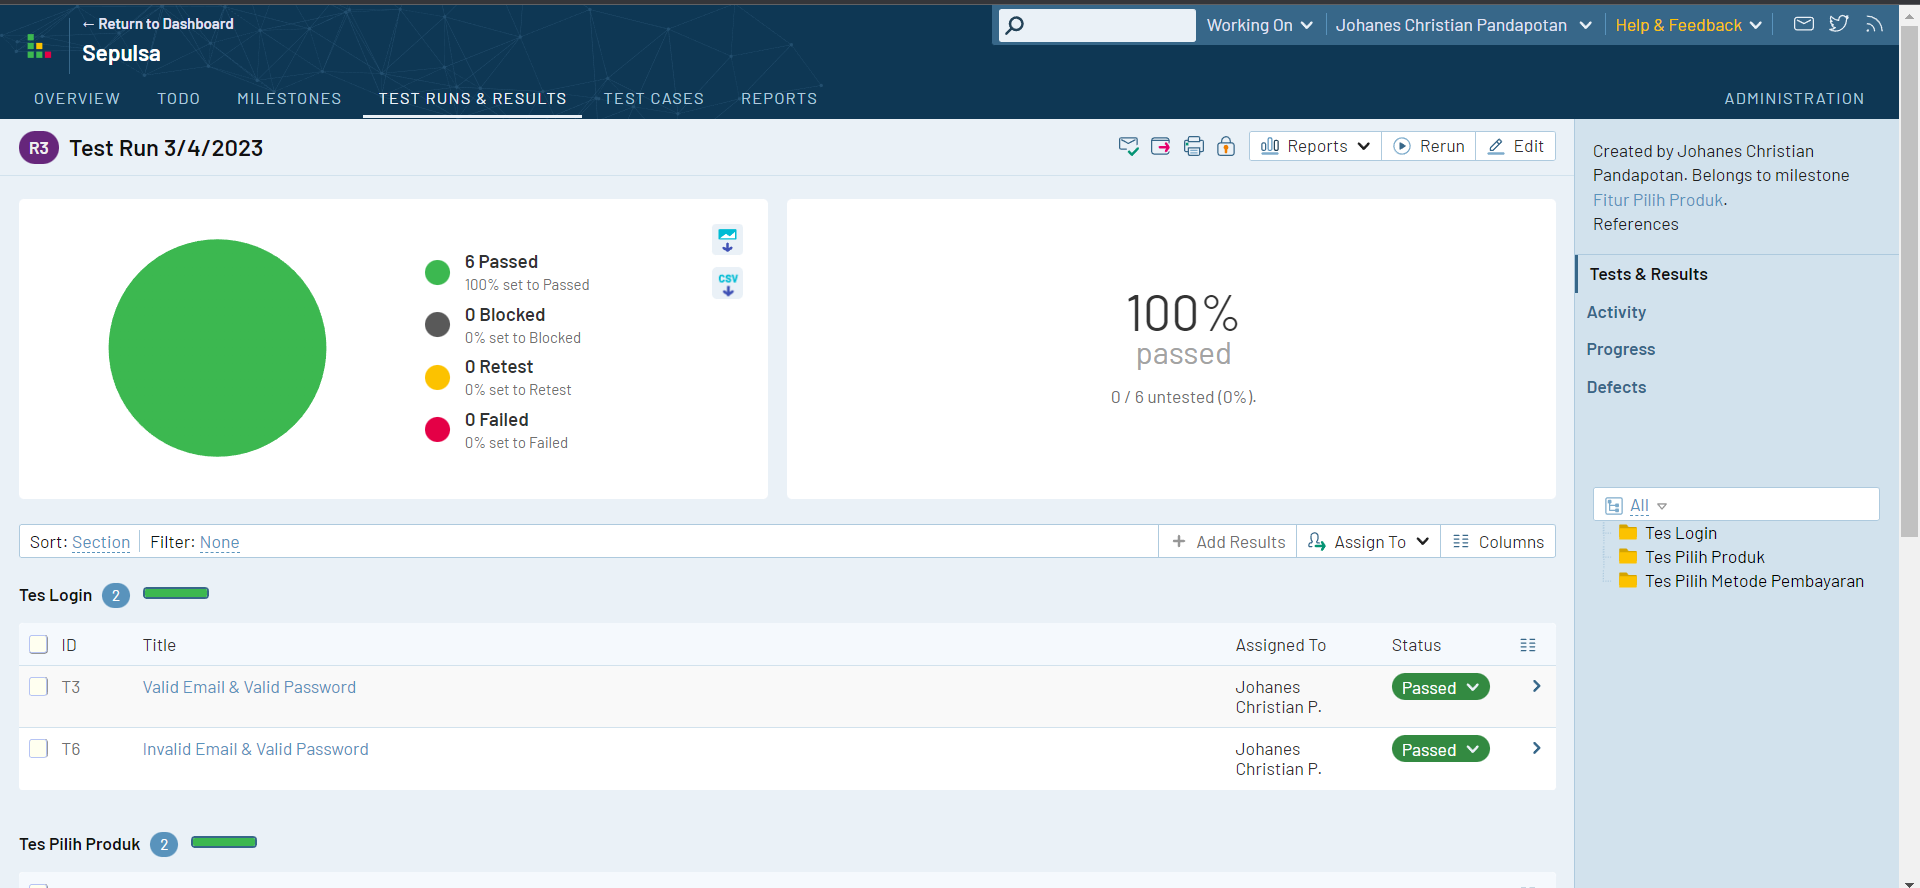 ← Return to Dashboard
Sepulsa
Working On
Johanes Christian Pandapotan
Help & Feedback
OVERVIEW
TODO
MILESTONES
TEST RUNS & RESULTS
TEST CASES
REPORTS
ADMINISTRATION
R3
Test Run 3/4/2023
Reports
Rerun
Edit
6 Passed
100% set to Passed
0 Blocked
0% set to Blocked
0 Retest
0% set to Retest
0 Failed
0% set to Failed
CSV
100%
passed
0 / 6 untested (0%).
Created by Johanes Christian
Pandapotan. Belongs to milestone
Fitur Pilih Produk.
References
Tests & Results
Activity
Progress
Defects
All
Tes Login
Tes Pilih Produk
Tes Pilih Metode Pembayaran
Sort: Section
Filter: None
+ Add Results
Assign To
Columns
Tes Login 2
ID
Title
Assigned To
Status
T3
Valid Email & Valid Password
Johanes
Christian P.
Passed
T6
Invalid Email & Valid Password
Johanes
Christian P.
Passed
Tes Pilih Produk 2